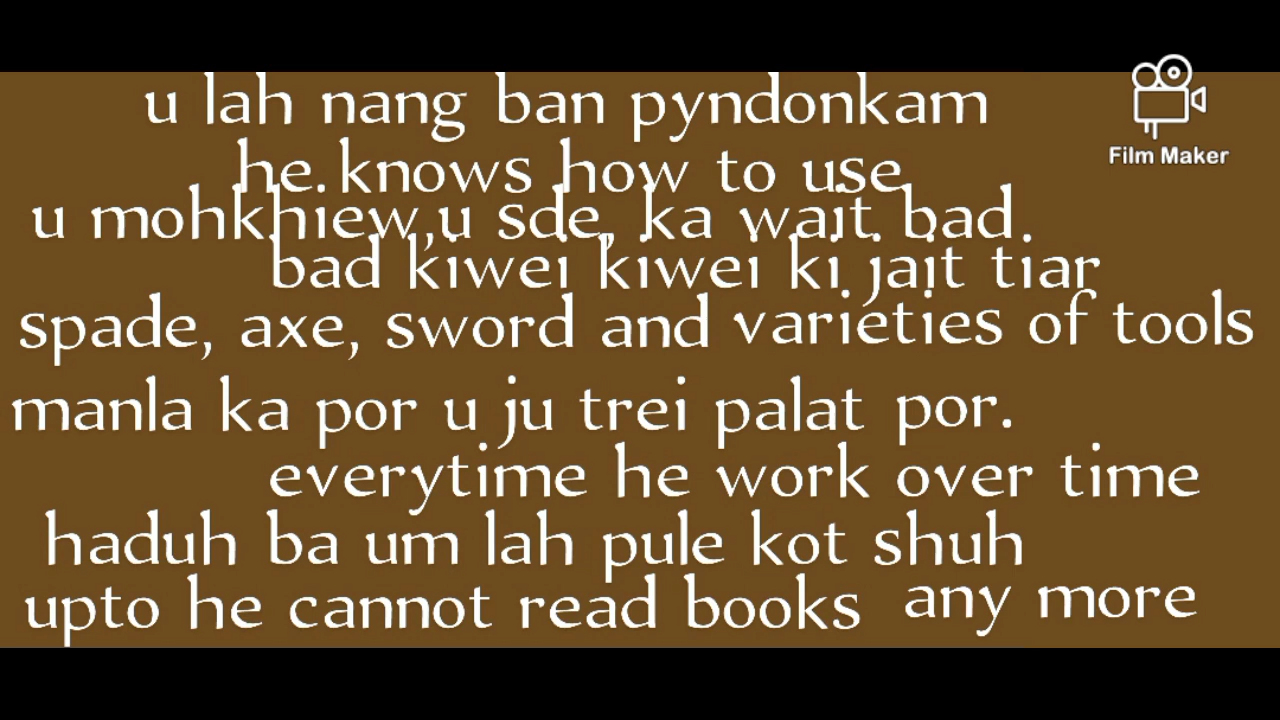 u lah nang ban pyndonkam
Film Maker
he.knows how to use
u mohkhiew,u sde, ka wait bad.
bad kiwei kiwei ki jait tiar
spade, axe, sword and varieties of tools
manla ka por u ju trei palat por.
everytime he work over time
haduh ba um lah pule kot shuh
upto he cannot read books any more